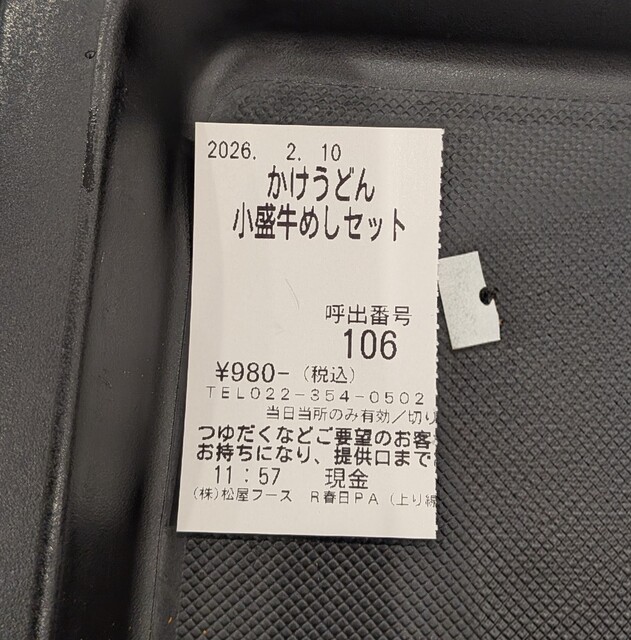 2026. 2. 10
かけうどん
小盛牛めしセット
呼出番号
106
¥980-(税込)
TEL022-354-0502
当日当所のみ有効/切り
つゆだくなどご要望のお客
お持ちになり、提供口まで
11:57 現金
(株)松屋フーズ R春日PA(上り線